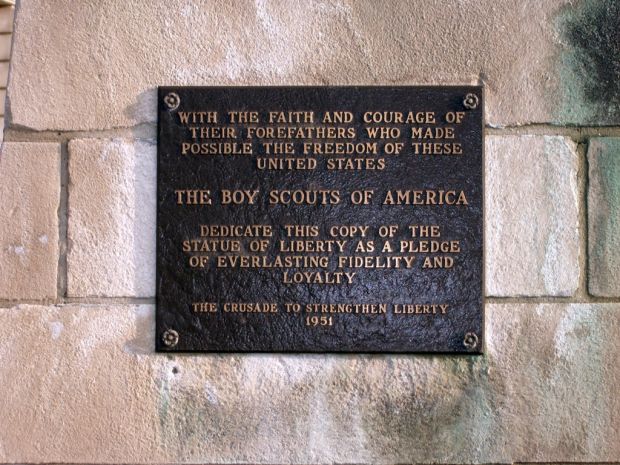 WITH THE FAITH AND COURAGE OF
THEIR FOREFATHERS WHO MADE
POSSIBLE THE FREEDOM OF THESE
UNITED STATES
THE BOY SCOUTS OF AMERICA
DEDICATE THIS COPY OF THE
STATUE OF LIBERTY AS A PLEDGE
OF EVERLASTING FIDELITY AND
LOYALTY
THE CRUSADE TO STRENGTHEN LIBERTY
1951